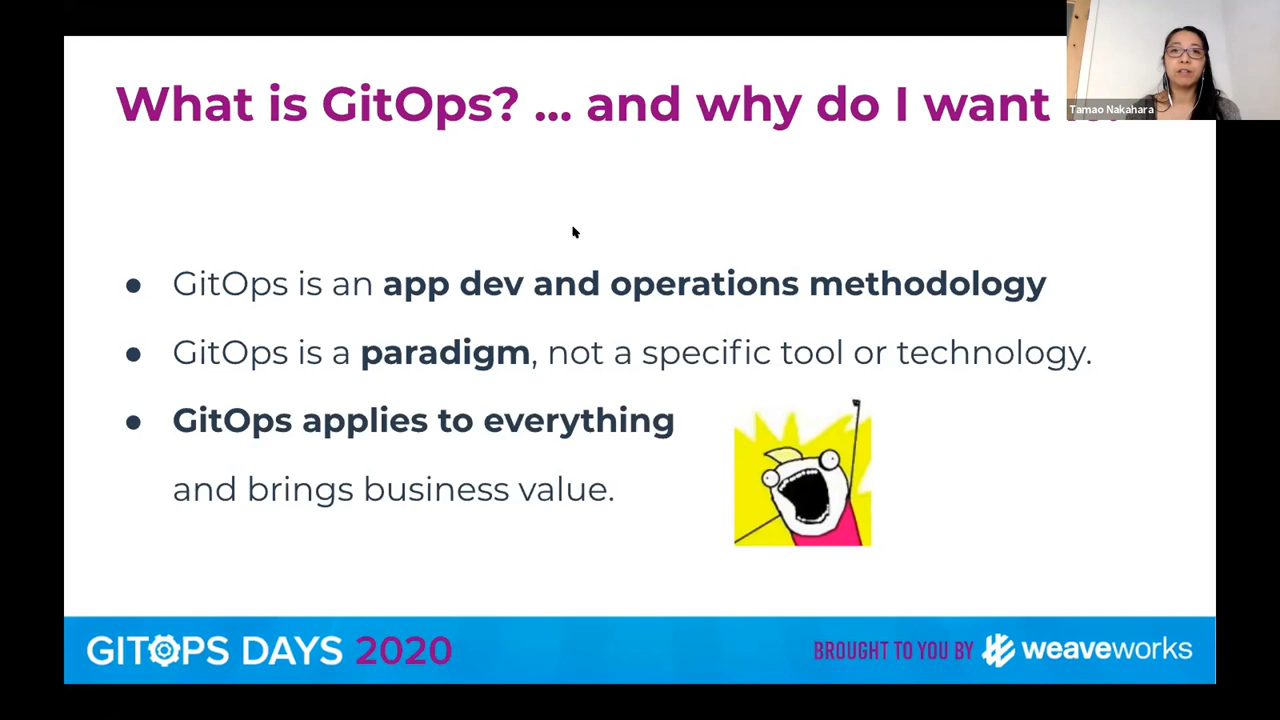 What is GitOps? ... and why do I want
Tamao Nakahara
● GitOps is an app dev and operations methodology
● GitOps is a paradigm, not a specific tool or technology.
● GitOps applies to everything
and brings business value.
GITOPS DAYS 2020
BROUGHT TO YOU BY weaveworks